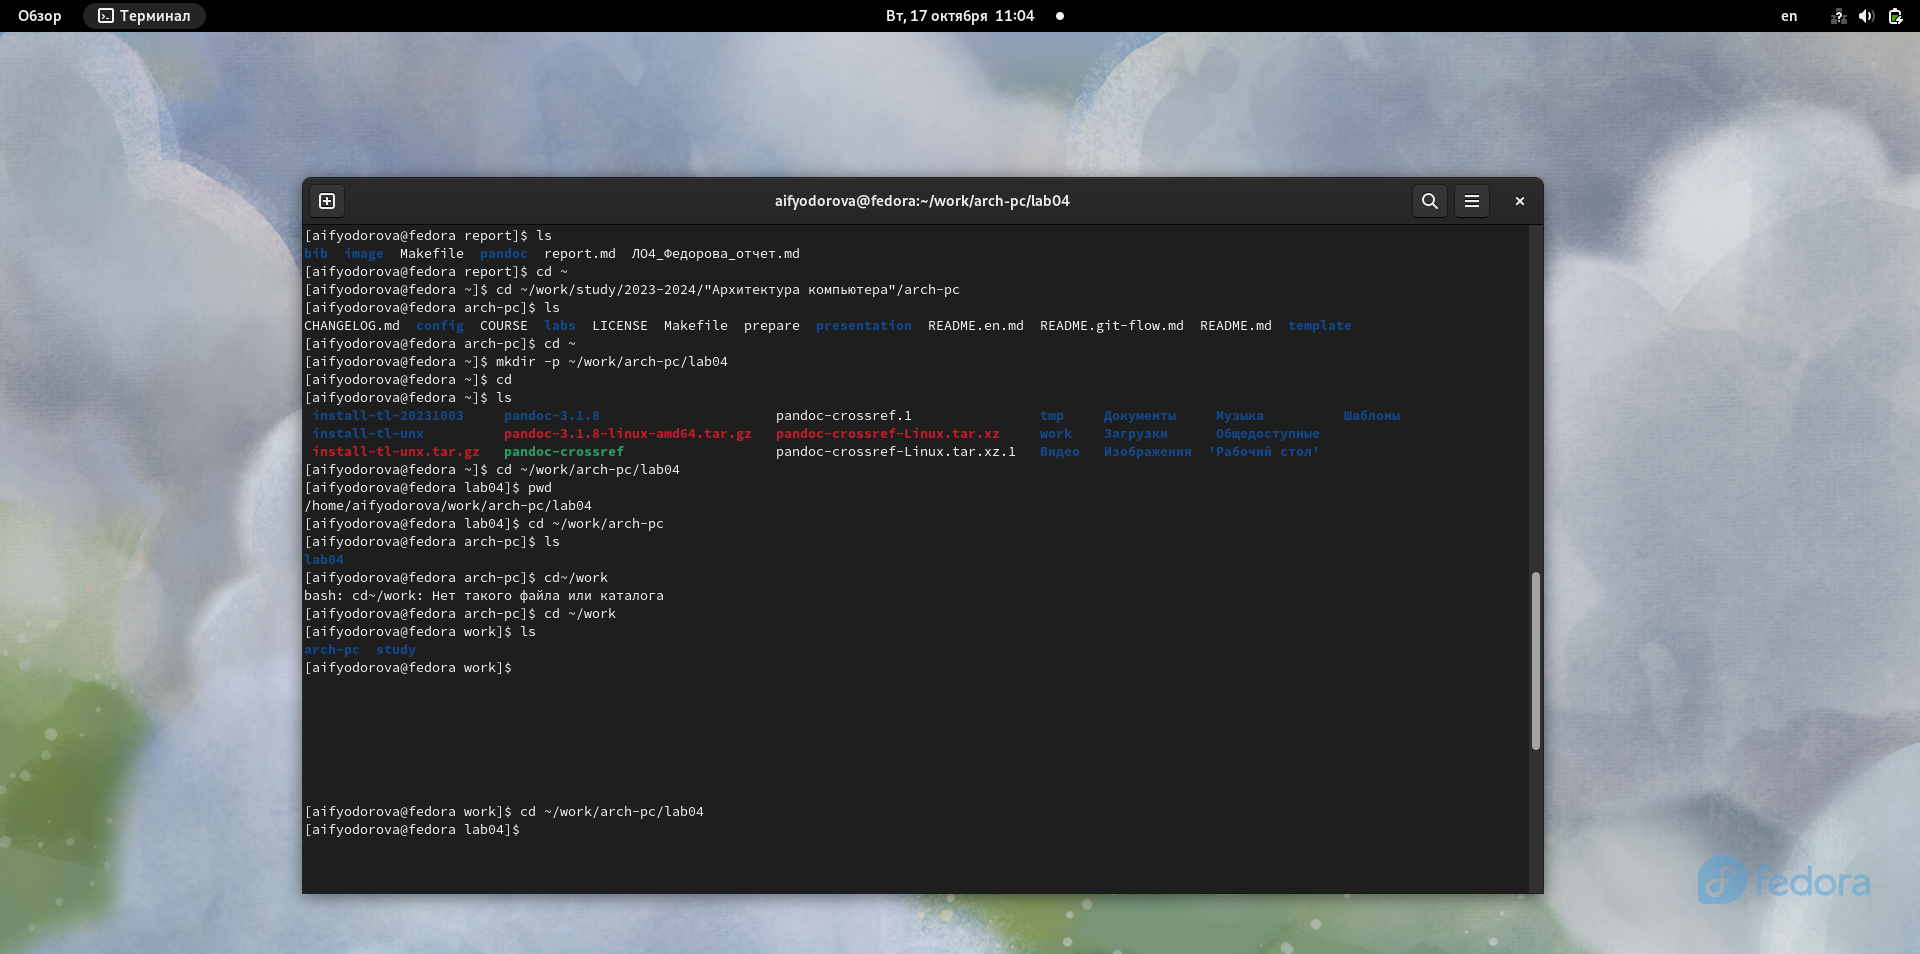 Обзор Терминал Вт, 17 октября 11:04 en
aifyodorova@fedora:~/work/arch-pc/lab04
[aifyodorova@fedora report]$ ls
bib image Makefile pandoc report.md ЛО4_Федорова_отчет.md
[aifyodorova@fedora report]$ cd ~
[aifyodorova@fedora ~]$ cd ~/work/study/2023-2024/"Архитектура компьютера"/arch-pc
[aifyodorova@fedora arch-pc]$ ls
CHANGELOG.md config COURSE labs LICENSE Makefile prepare presentation README.en.md README.git-flow.md README.md template
[aifyodorova@fedora arch-pc]$ cd ~
[aifyodorova@fedora ~]$ mkdir -p ~/work/arch-pc/lab04
[aifyodorova@fedora ~]$ cd
[aifyodorova@fedora ~]$ ls
install-tl-20231003 pandoc-3.1.8 pandoc-crossref.1 tmp Документы Музыка Шаблоны
install-tl-unx pandoc-3.1.8-linux-amd64.tar.gz pandoc-crossref-Linux.tar.xz work Загрузки Общедоступные
install-tl-unx.tar.gz pandoc-crossref pandoc-crossref-Linux.tar.xz.1 Видео Изображения 'Рабочий стол'
[aifyodorova@fedora ~]$ cd ~/work/arch-pc/lab04
[aifyodorova@fedora lab04]$ pwd
/home/aifyodorova/work/arch-pc/lab04
[aifyodorova@fedora lab04]$ cd ~/work/arch-pc
[aifyodorova@fedora arch-pc]$ ls
lab04
[aifyodorova@fedora arch-pc]$ cd~/work
bash: cd~/work: Нет такого файла или каталога
[aifyodorova@fedora arch-pc]$ cd ~/work
[aifyodorova@fedora work]$ ls
arch-pc study
[aifyodorova@fedora work]$
[aifyodorova@fedora work]$ cd ~/work/arch-pc/lab04
[aifyodorova@fedora lab04]$
fedora